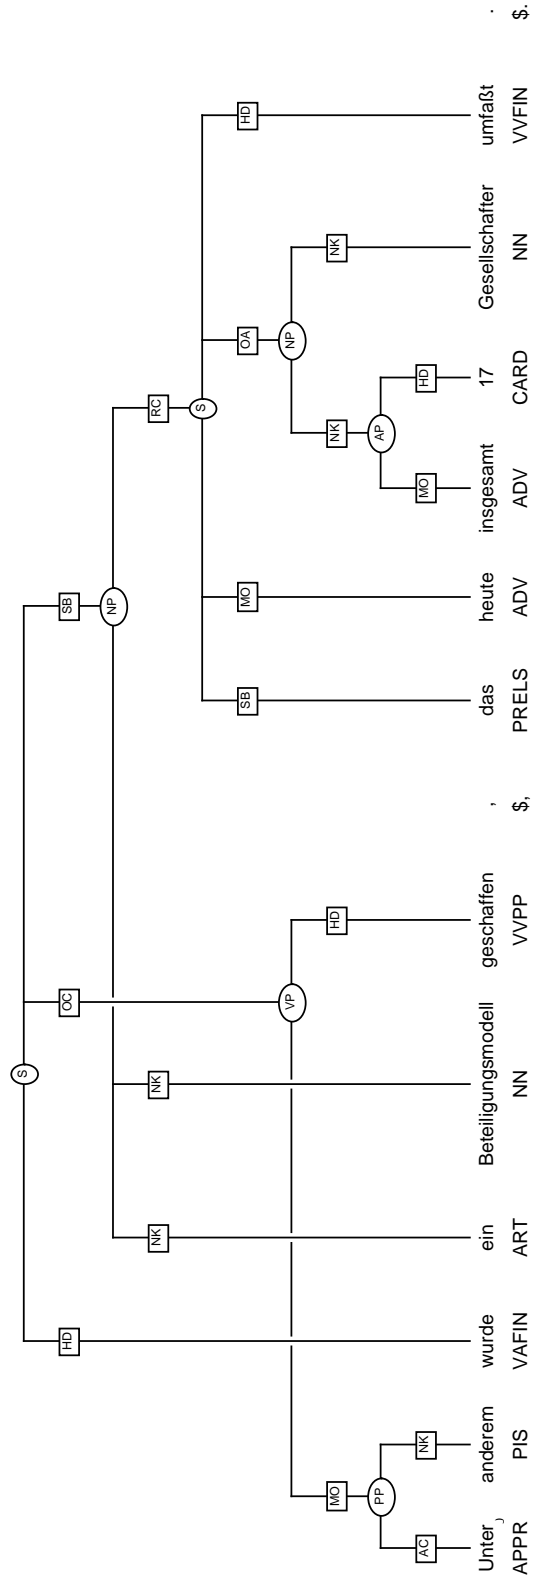 S
HD OC SB
NP
NK NK RC
S
SB MO OA HD
VP NP
MO HD NK NK
PP AP
AC NK MO HD
Unter anderem wurde ein Beteiligungsmodell geschaffen , das heute insgesamt 17 Gesellschafter umfaßt .
APPR PIS VAFIN ART NN VVPP $, PRELS ADV ADV CARD NN VVFIN $.